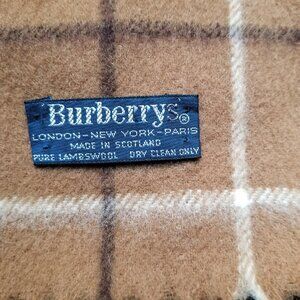 Burberrys®
LONDON-NEW YORK-PARIS
MADE IN SCOTLAND
PURE LAMBSWOOL DRY CLEAN ONLY